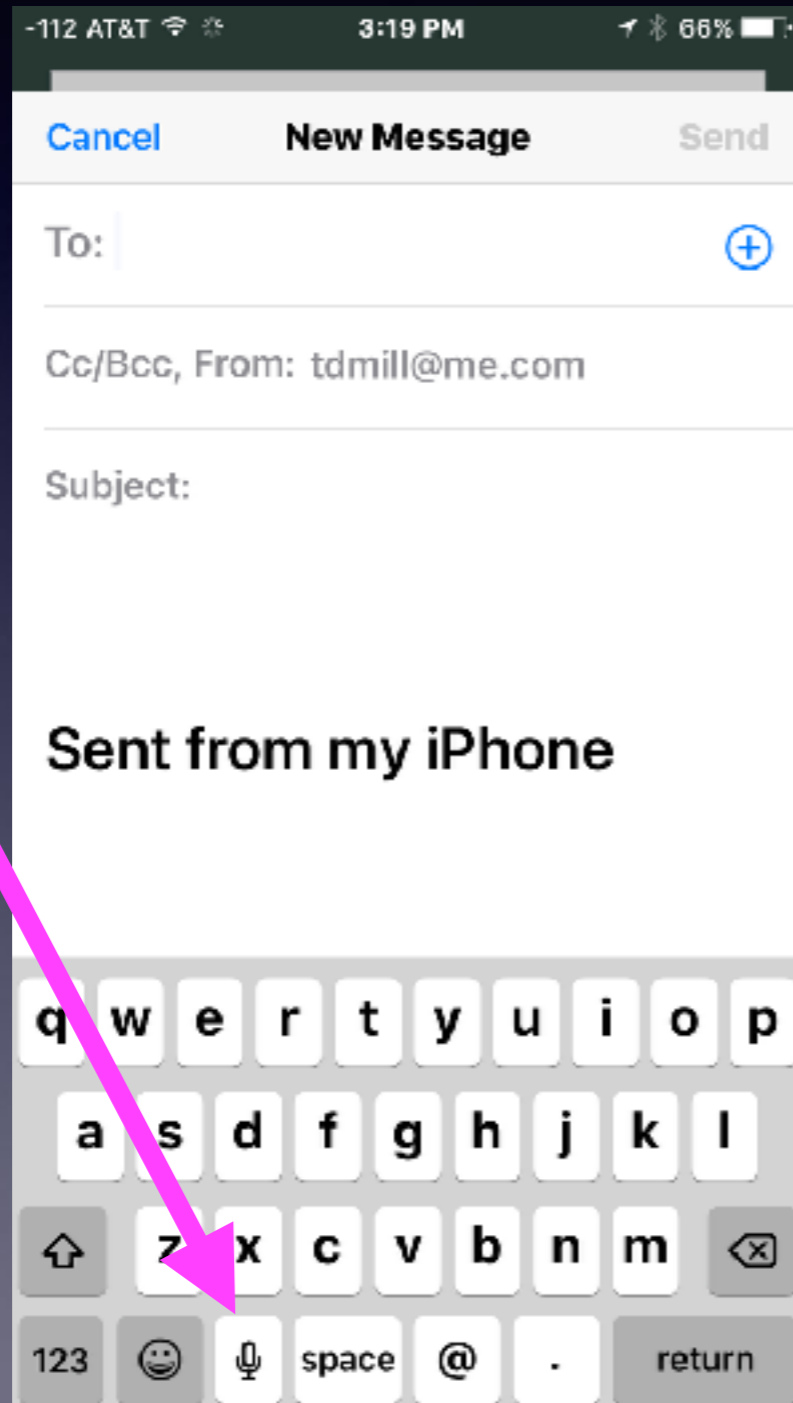 -112 AT&T 3:19 PM 66%
Cancel New Message Send
To:
Cc/Bcc, From: tdmill@me.com
Subject:
Sent from my iPhone
q w e r t y u i o p
a s d f g h j k l
z x c v b n m
123 space @ . return